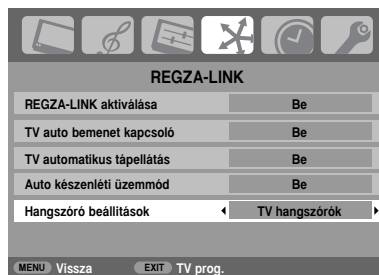 REGZA-LINK
REGZA-LINK aktiválása Be
TV auto bemenet kapcsoló Be
TV automatikus tápellátás Be
Auto készenléti üzemmód Be
Hangszóró beállítások TV hangszórók
MENU Vissza EXIT TV prog.